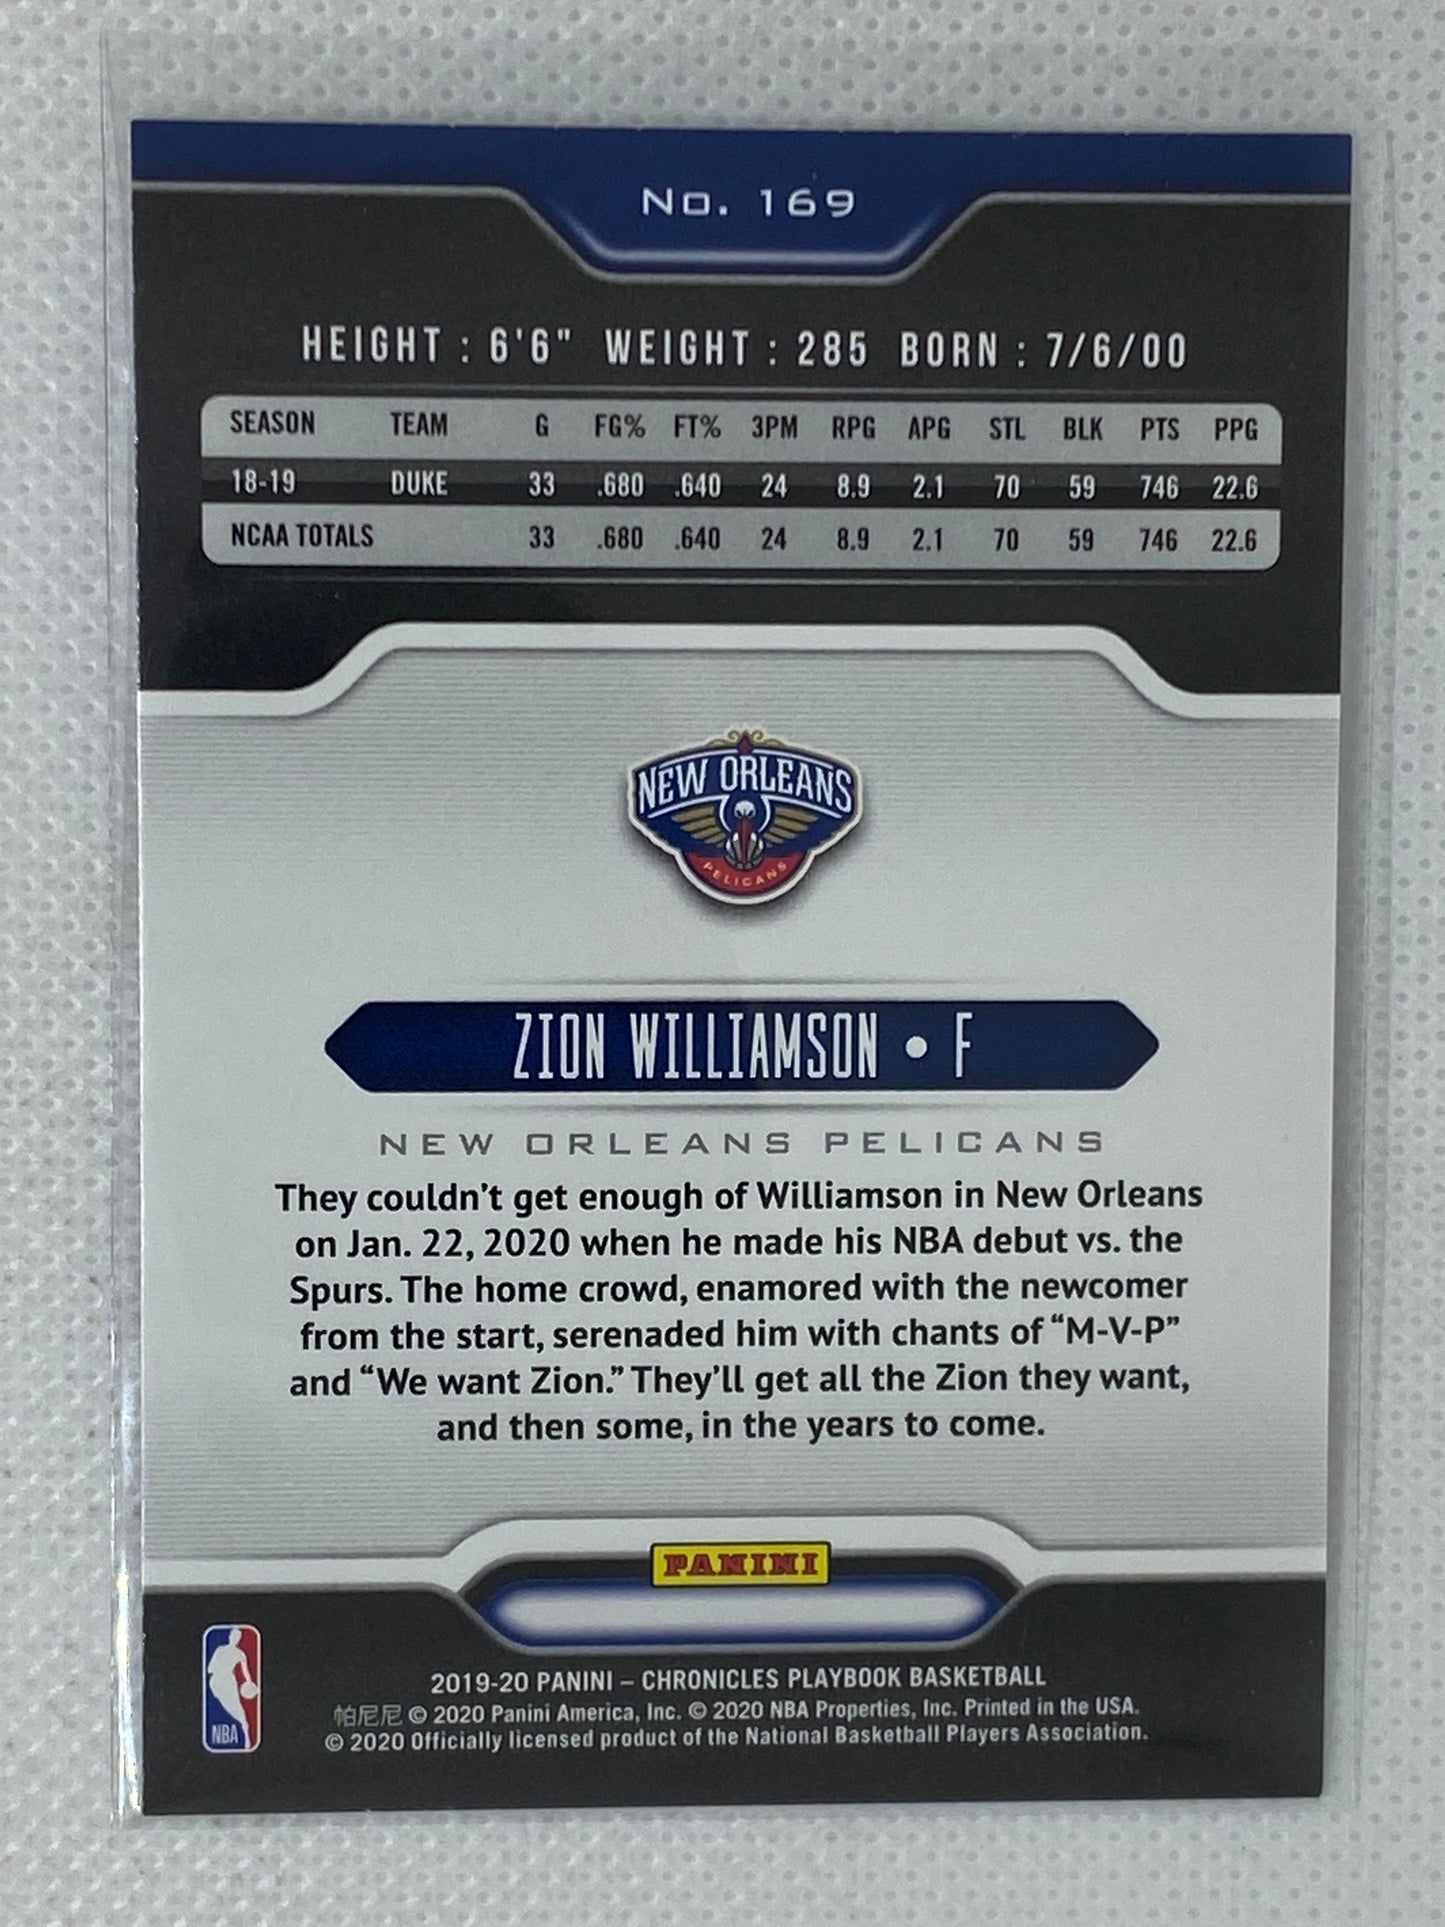 No. 169
HEIGHT : 6'6" WEIGHT : 285 BORN : 7/6/00
SEASON TEAM G FG% FT% 3PM RPG APG STL BLK PTS PPG
18-19 DUKE 33 .680 .640 24 8.9 2.1 70 59 746 22.6
NCAA TOTALS 33 .680 .640 24 8.9 2.1 70 59 746 22.6
NEW ORLEANS
PELICANS
ZION WILLIAMSON • F
NEW ORLEANS PELICANS
They couldn't get enough of Williamson in New Orleans
on Jan. 22, 2020 when he made his NBA debut vs. the
Spurs. The home crowd, enamored with the newcomer
from the start, serenaded him with chants of “M-V-P”
and “We want Zion.” They'll get all the Zion they want,
and then some, in the years to come.
PANINI
NBA
2019-20 PANINI – CHRONICLES PLAYBOOK BASKETBALL
帕尼尼 © 2020 Panini America, Inc. © 2020 NBA Properties, Inc. Printed in the USA.
© 2020 Officially licensed product of the National Basketball Players Association.